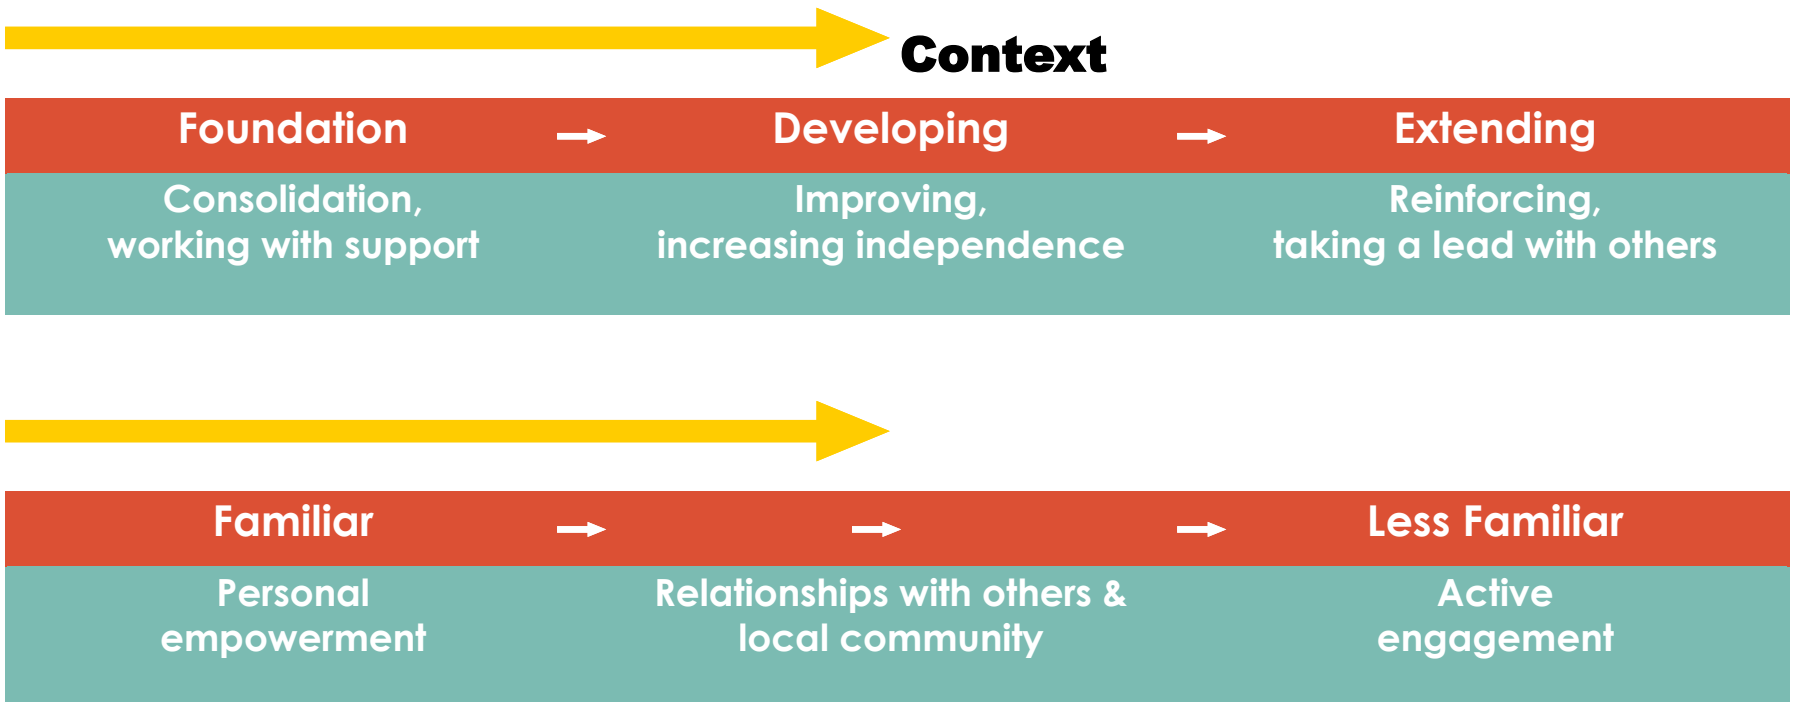 Context
Foundation → Developing → Extending
Consolidation,
working with support
Improving,
increasing independence
Reinforcing,
taking a lead with others
Familiar → → → Less Familiar
Personal
empowerment
Relationships with others &
local community
Active
engagement